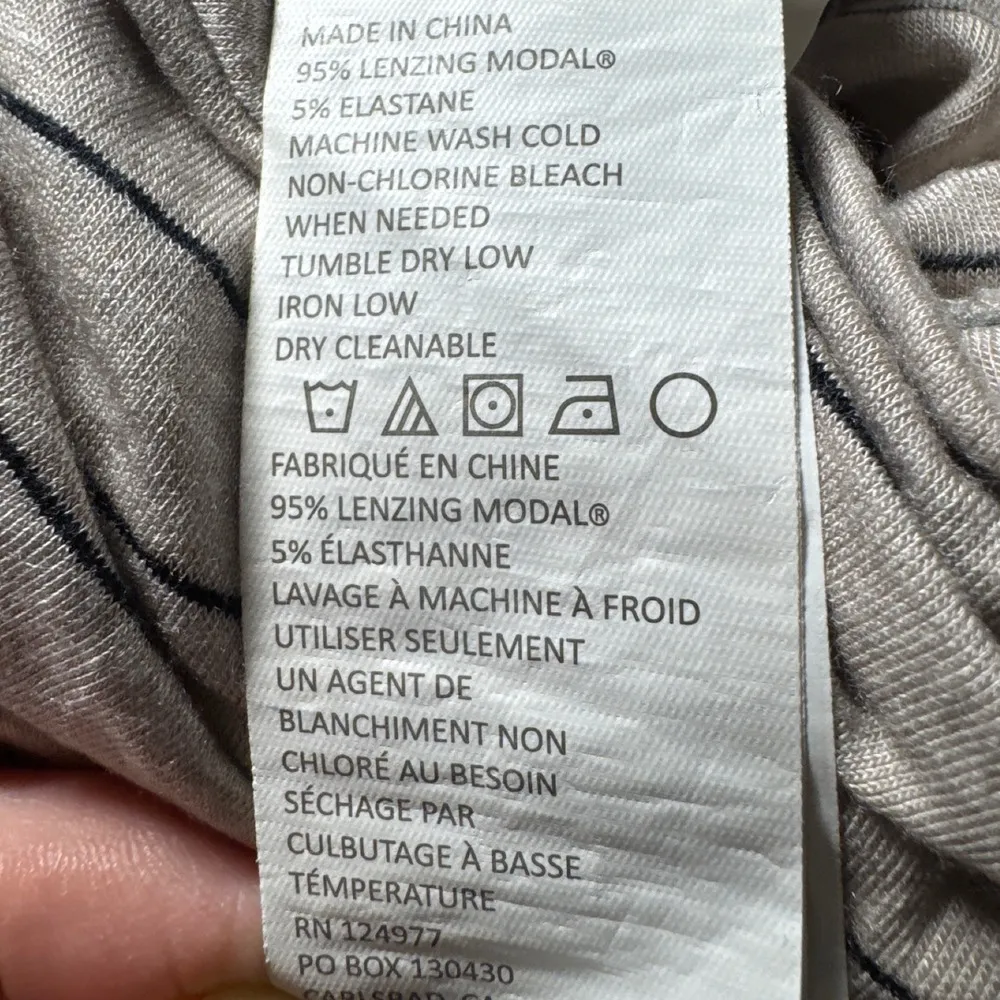 MADE IN CHINA
95% LENZING MODAL®
5% ELASTANE
MACHINE WASH COLD
NON-CHLORINE BLEACH
WHEN NEEDED
TUMBLE DRY LOW
IRON LOW
DRY CLEANABLE
FABRIQUÉ EN CHINE
95% LENZING MODAL®
5% ÉLASTHANNE
LAVAGE À MACHINE À FROID
UTILISER SEULEMENT
UN AGENT DE
BLANCHIMENT NON
CHLORÉ AU BESOIN
SÉCHAGE PAR
CULBUTAGE À BASSE
TÉMPERATURE
RN 124977
PO BOX 130430
CARLSBAD, CA